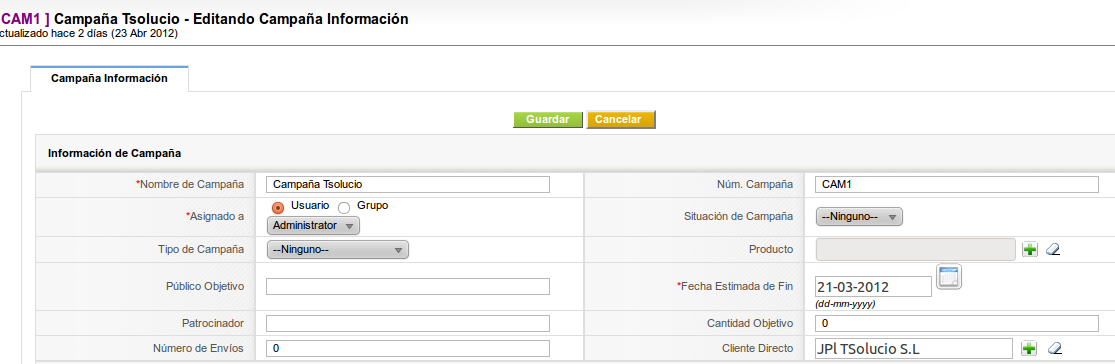 CAM1 ] Campaña Tsolucio - Editando Campaña Información
ctualizado hace 2 días (23 Abr 2012)
Campaña Información
Guardar Cancelar
Información de Campaña
*Nombre de Campaña Campaña Tsolucio Núm. Campaña CAM1
*Asignado a Usuario Grupo Administrator Situación de Campaña --Ninguno--
Tipo de Campaña --Ninguno-- Producto
Público Objetivo *Fecha Estimada de Fin 21-03-2012
(dd-mm-yyyy)
Patrocinador Cantidad Objetivo 0
Número de Envíos 0 Cliente Directo JPl TSolucio S.L